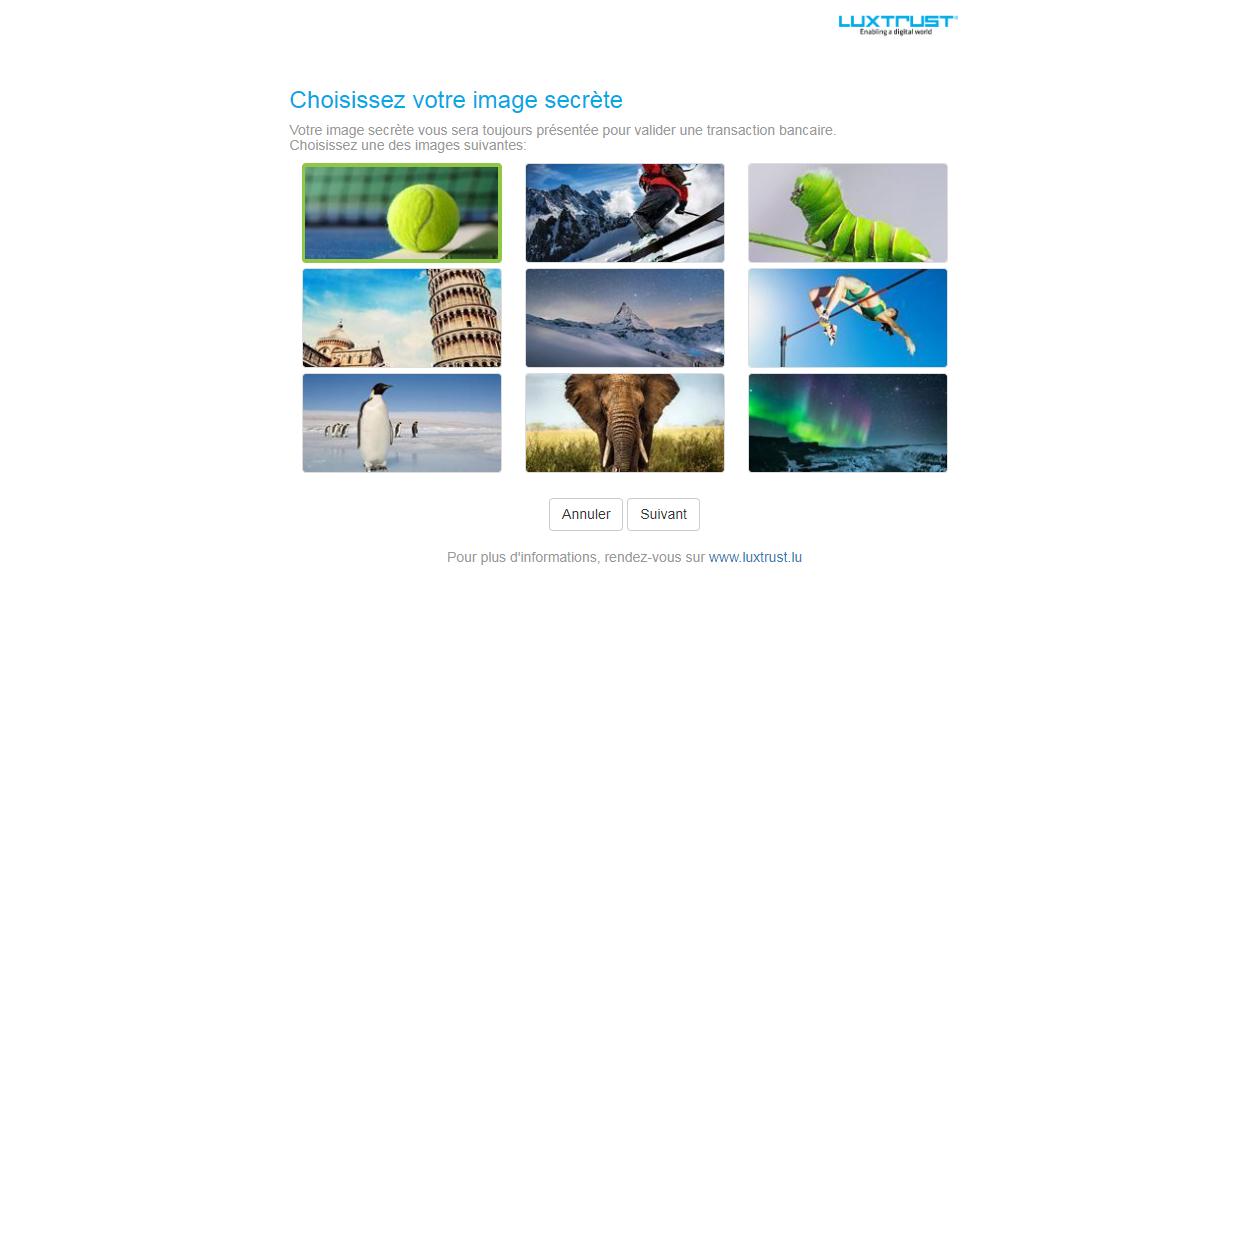 LUXTRUST
Enabling a digital world
Choisissez votre image secrète
Votre image secrète vous sera toujours présentée pour valider une transaction bancaire.
Choisissez une des images suivantes:
Annuler Suivant
Pour plus d'informations, rendez-vous sur www.luxtrust.lu